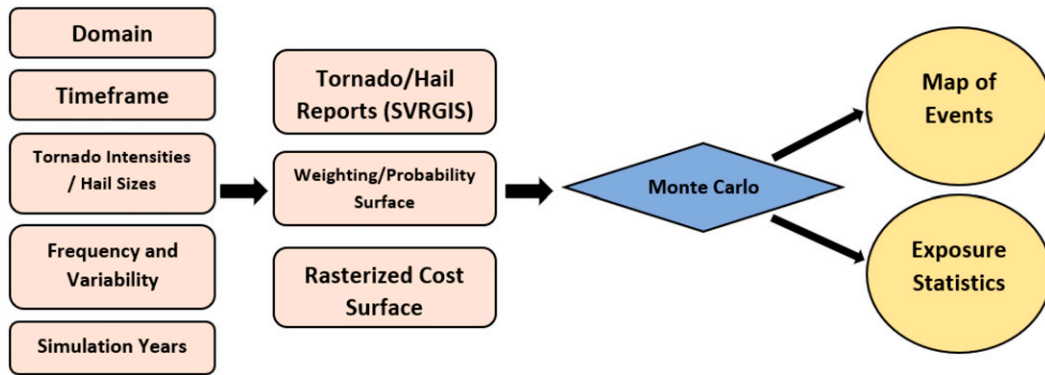 Domain
Timeframe
Tornado Intensities
/ Hail Sizes
Frequency and
Variability
Simulation Years
Tornado/Hail
Reports (SVRGIS)
Weighting/Probability
Surface
Rasterized Cost
Surface
Monte Carlo
Map of
Events
Exposure
Statistics